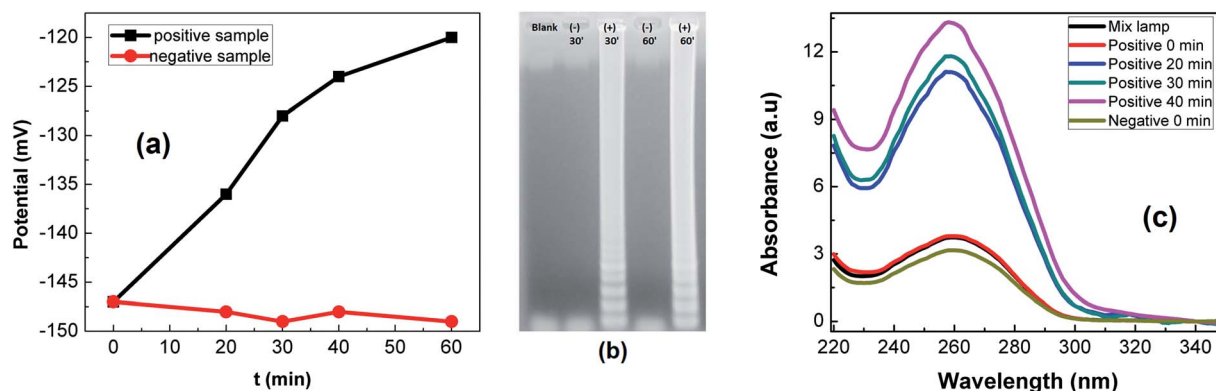 -120
-125
-130
-135
-140
-145
-150
Potential (mV)
positive sample
negative sample
(a)
0 10 20 30 40 50 60
t (min)
Blank (-) (+) (-) (+)
30' 30' 60' 60'
(b)
12
9
6
3
0
Absorbance (a.u)
Mix lamp
Positive 0 min
Positive 20 min
Positive 30 min
Positive 40 min
Negative 0 min
(c)
220 240 260 280 300 320 340
Wavelength (nm)